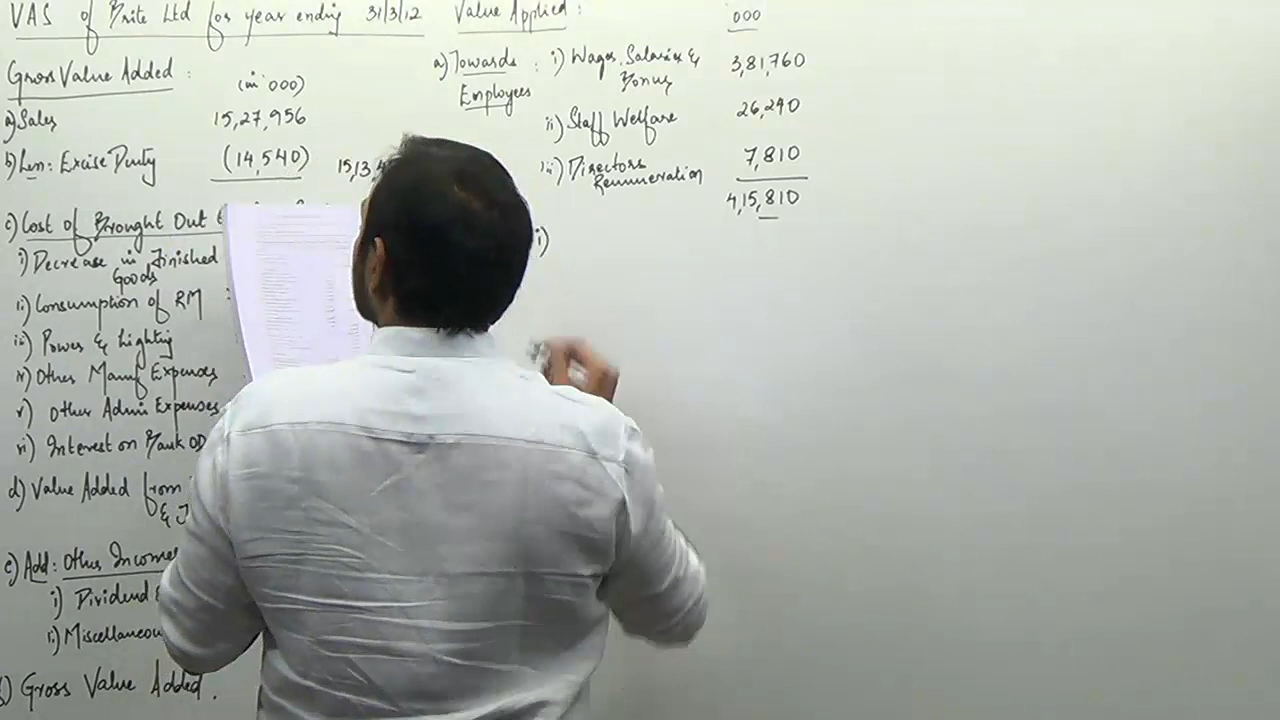 VAS of Brite Ltd for year ending 31/3/12
Gross Value Added :
(in '000)
a) Sales 15,27,956
b) Less: Excise Duty (14,540) 15,13,4
c) Cost of Brought Out
i) Decrease in Finished
Goods
ii) Consumption of RM :
iii) Power & Lighting
iv) Other Manuf Expenses
v) Other Admin Expenses
vi) Interest on Bank OD
d) Value Added from
&
e) Add: Other Incomes
i) Dividend
ii) Miscellaneou
f) Gross Value Added.
Value Applied :
000
a) Towards : i) Wages, Salaries & 3,81,760
Employees Bonus
ii) Staff Welfare 26,240
iii) Directors 7,810
Remuneration
4,15,810
i)